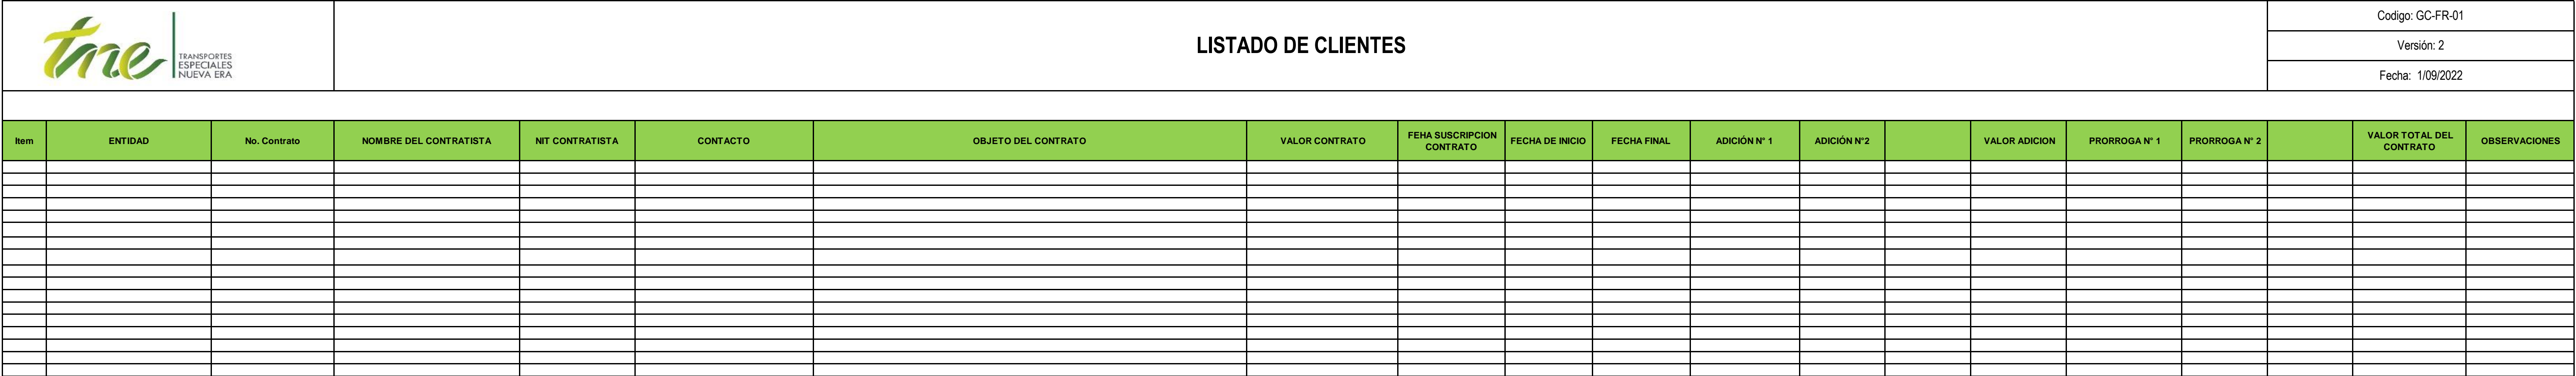 tne
TRANSPORTES
ESPECIALES
NUEVA ERA
LISTADO DE CLIENTES
Codigo: GC-FR-01
Versión: 2
Fecha: 1/09/2022
Item
ENTIDAD
No. Contrato
NOMBRE DEL CONTRATISTA
NIT CONTRATISTA
CONTACTO
OBJETO DEL CONTRATO
VALOR CONTRATO
FEHA SUSCRIPCION
CONTRATO
FECHA DE INICIO
FECHA FINAL
ADICIÓN N° 1
ADICIÓN N°2
VALOR ADICION
PRORROGA N° 1
PRORROGA N° 2
VALOR TOTAL DEL
CONTRATO
OBSERVACIONES